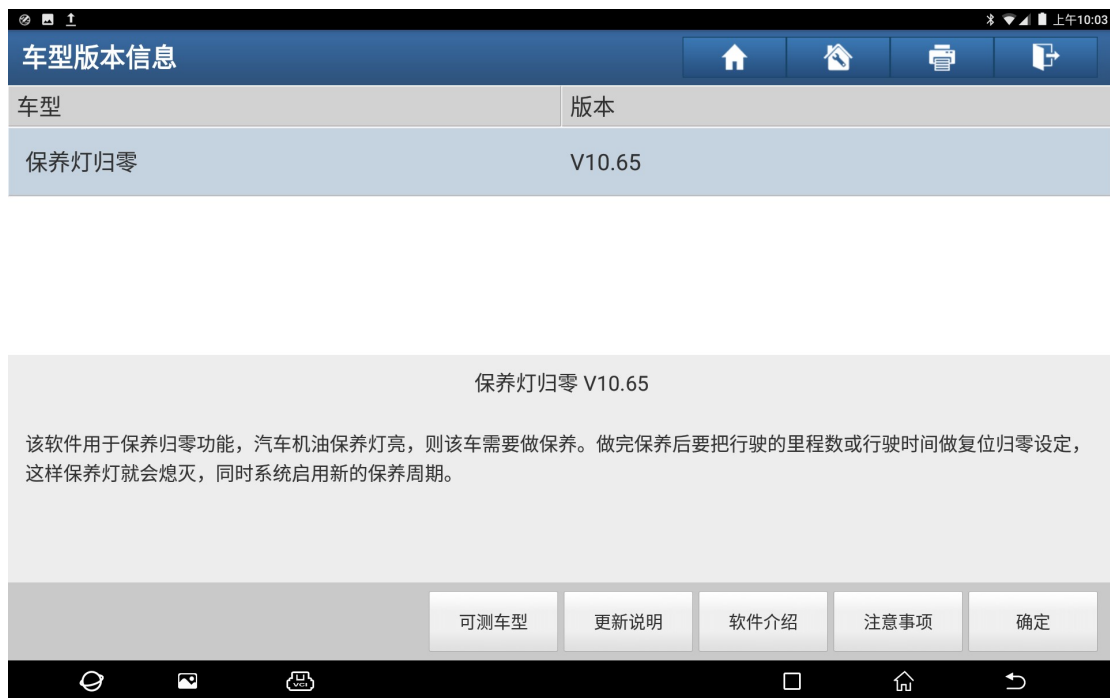 上午10:03
车型版本信息
车型 版本
保养灯归零 V10.65
保养灯归零 V10.65
该软件用于保养归零功能，汽车机油保养灯亮，则该车需要做保养。做完保养后要把行驶的里程数或行驶时间做复位归零设定，
这样保养灯就会熄灭，同时系统启用新的保养周期。
可测车型 更新说明 软件介绍 注意事项 确定
VCI